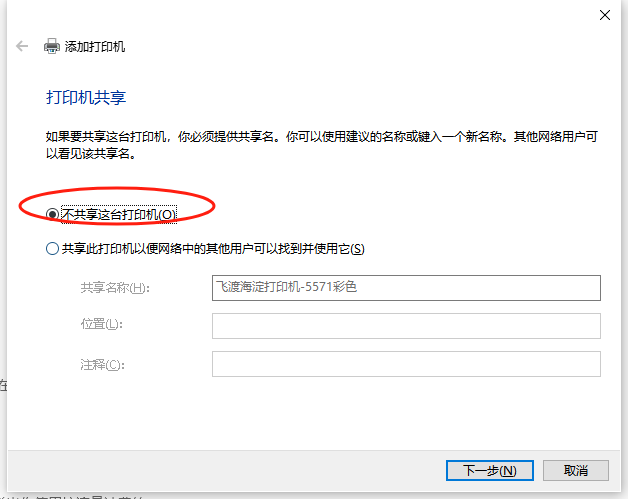 添加打印机
打印机共享
如果要共享这台打印机，你必须提供共享名。你可以使用建议的名称或键入一个新名称。其他网络用户可
以看见该共享名。
不共享这台打印机(O)
共享此打印机以便网络中的其他用户可以找到并使用它(S)
共享名称(H):
飞渡海淀打印机-5571彩色
位置(L):
注释(C):
在
下一步(N)
取消